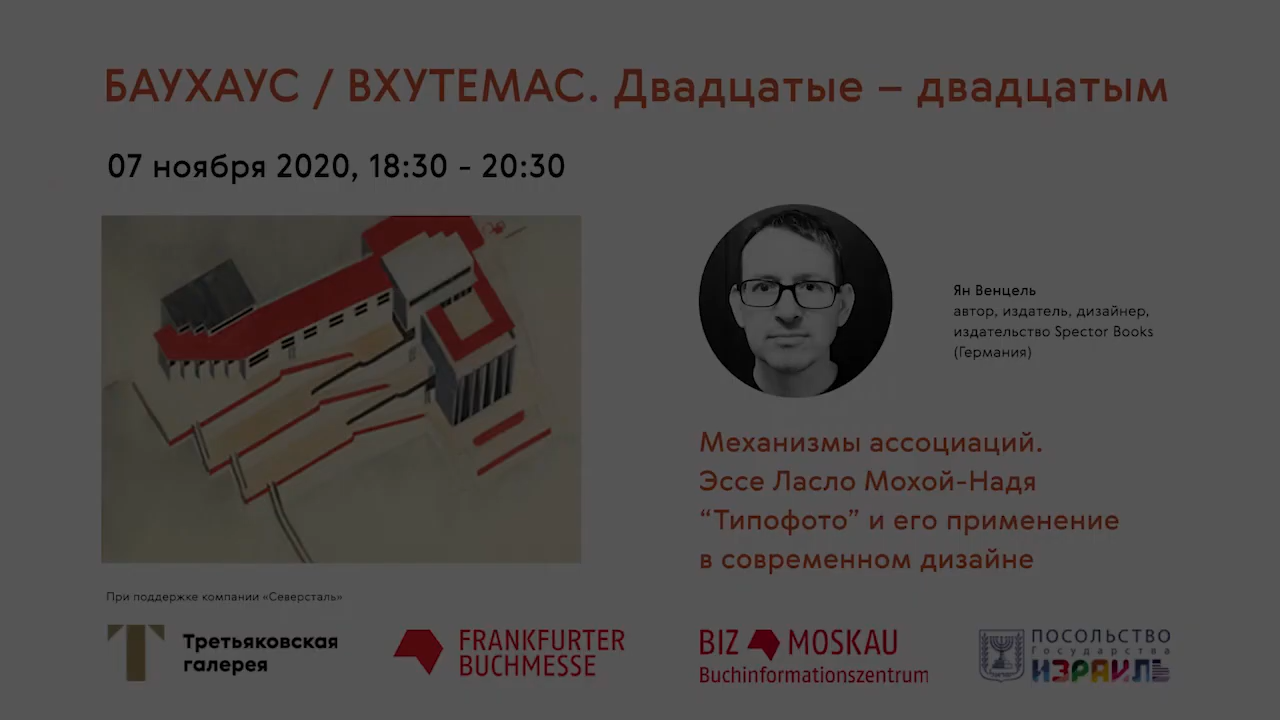 БАУХАУС / ВХУТЕМАС. Двадцатые – двадцатым
07 ноября 2020, 18:30 - 20:30
Ян Венцель
автор, издатель, дизайнер,
издательство Spector Books
(Германия)
Механизмы ассоциаций.
Эссе Ласло Мохой-Надя
“Типофото” и его применение
в современном дизайне
При поддержке компании «Северсталь»
Третьяковская
галерея
FRANKFURTER
BUCHMESSE
BIZ MOSKAU
Buchinformationszentrum
ПОСОЛЬСТВО
Государства
ИЗРАИЛЬ